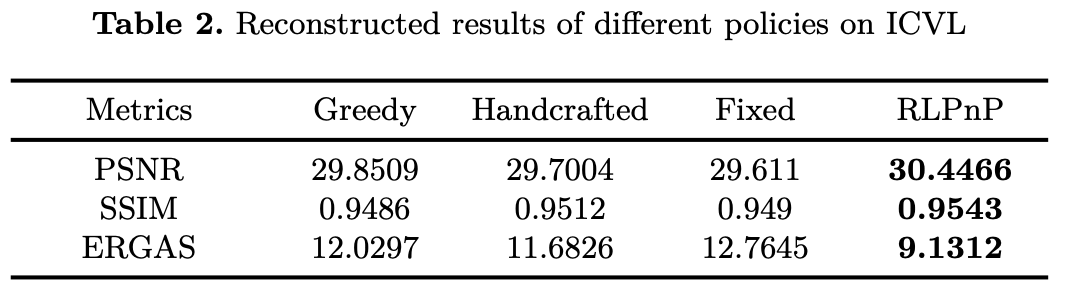 Table 2. Reconstructed results of different policies on ICVL
Metrics Greedy Handcrafted Fixed RLPnP
PSNR 29.8509 29.7004 29.611 30.4466
SSIM 0.9486 0.9512 0.949 0.9543
ERGAS 12.0297 11.6826 12.7645 9.1312